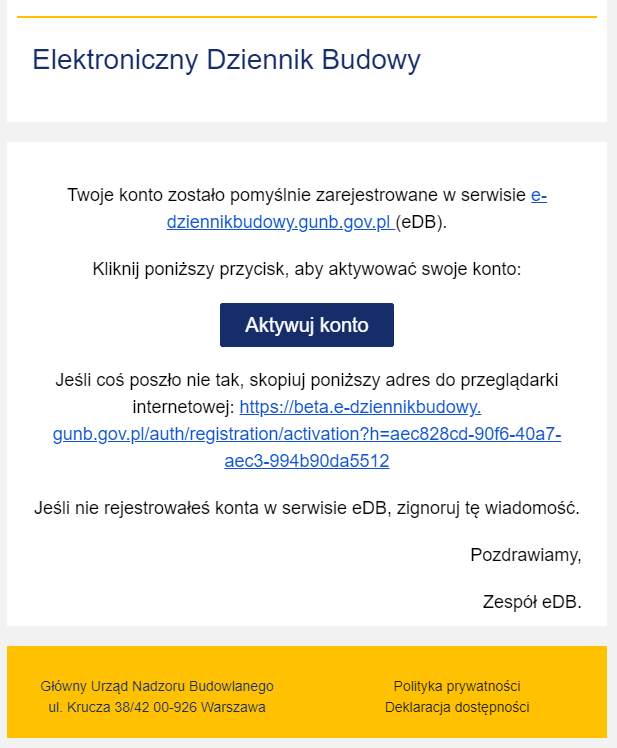 Elektroniczny Dziennik Budowy
Twoje konto zostało pomyślnie zarejestrowane w serwisie e-
dziennikbudowy.gunb.gov.pl (eDB).
Kliknij poniższy przycisk, aby aktywować swoje konto:
Aktywuj konto
Jeśli coś poszło nie tak, skopiuj poniższy adres do przeglądarki
internetowej: https://beta.e-dziennikbudowy.
gunb.gov.pl/auth/registration/activation?h=aec828cd-90f6-40a7-
aec3-994b90da5512
Jeśli nie rejestrowałeś konta w serwisie eDB, zignoruj tę wiadomość.
Pozdrawiamy,
Zespół eDB.
Główny Urząd Nadzoru Budowlanego
ul. Krucza 38/42 00-926 Warszawa
Polityka prywatności
Deklaracja dostępności